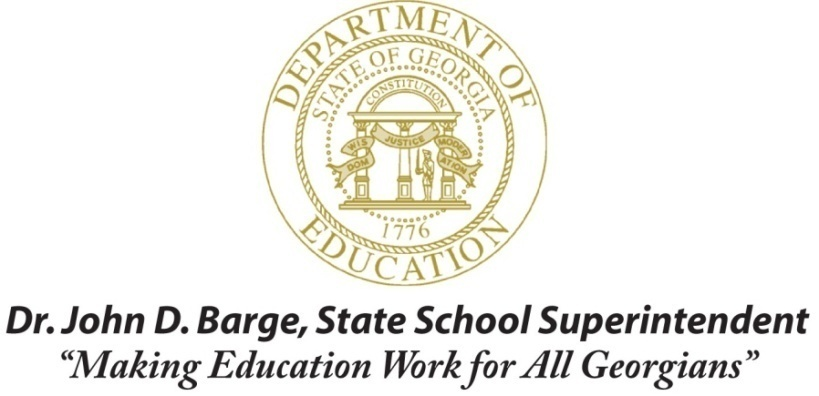 DEPARTMENT OF
STATE OF GEORGIA
CONSTITUTION
WIS
DOM
JUSTICE
MODER
ATION
1776
EDUCATION
Dr. John D. Barge, State School Superintendent
“Making Education Work for All Georgians”